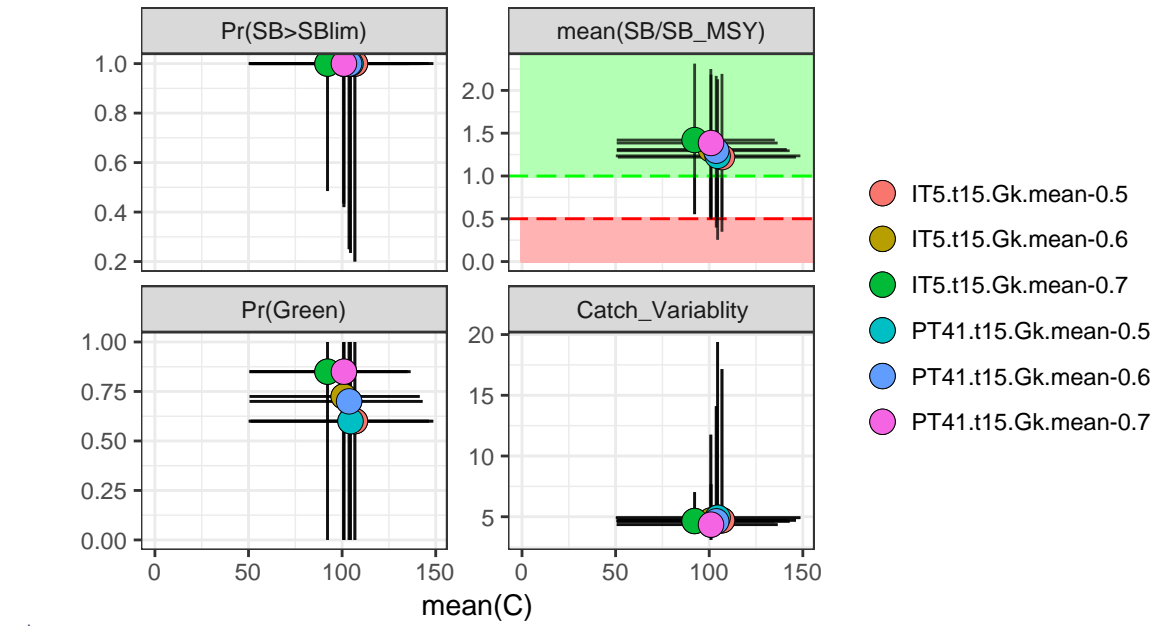 Pr(SB>SBlim)
mean(SB/SB_MSY)
1.0
0.8
0.6
0.4
0.2
2.0
1.5
1.0
0.5
0.0
Pr(Green)
Catch_Variablity
1.00
0.75
0.50
0.25
0.00
20
15
10
5
0 50 100 150
0 50 100 150
mean(C)
IT5.t15.Gk.mean-0.5
IT5.t15.Gk.mean-0.6
IT5.t15.Gk.mean-0.7
PT41.t15.Gk.mean-0.5
PT41.t15.Gk.mean-0.6
PT41.t15.Gk.mean-0.7